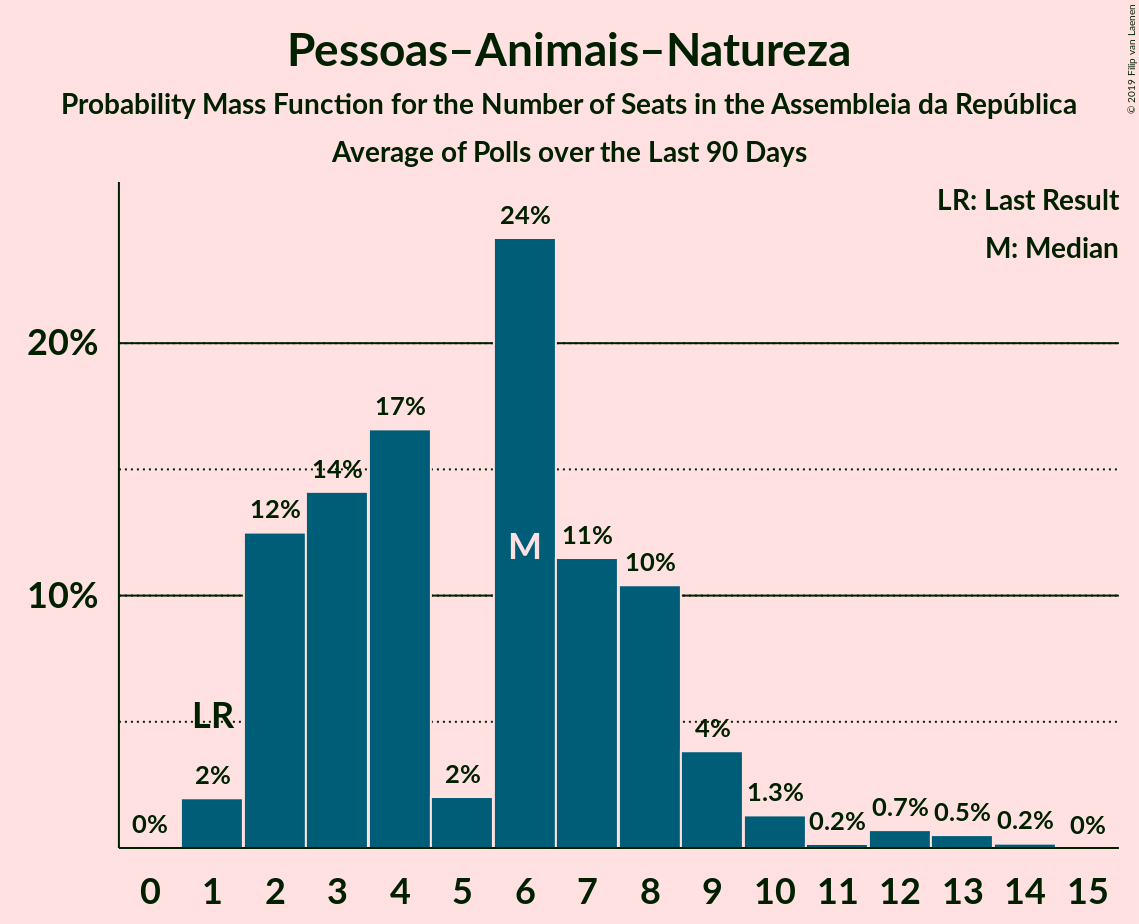 Pessoas–Animais–Natureza
Probability Mass Function for the Number of Seats in the Assembleia da República
Average of Polls over the Last 90 Days
© 2019 Filip van Laenen
LR: Last Result
M: Median
20%
10%
0%
2%
LR
12%
14%
17%
2%
24%
M
11%
10%
4%
1.3%
0.2%
0.7%
0.5%
0.2%
0%
0 1 2 3 4 5 6 7 8 9 10 11 12 13 14 15